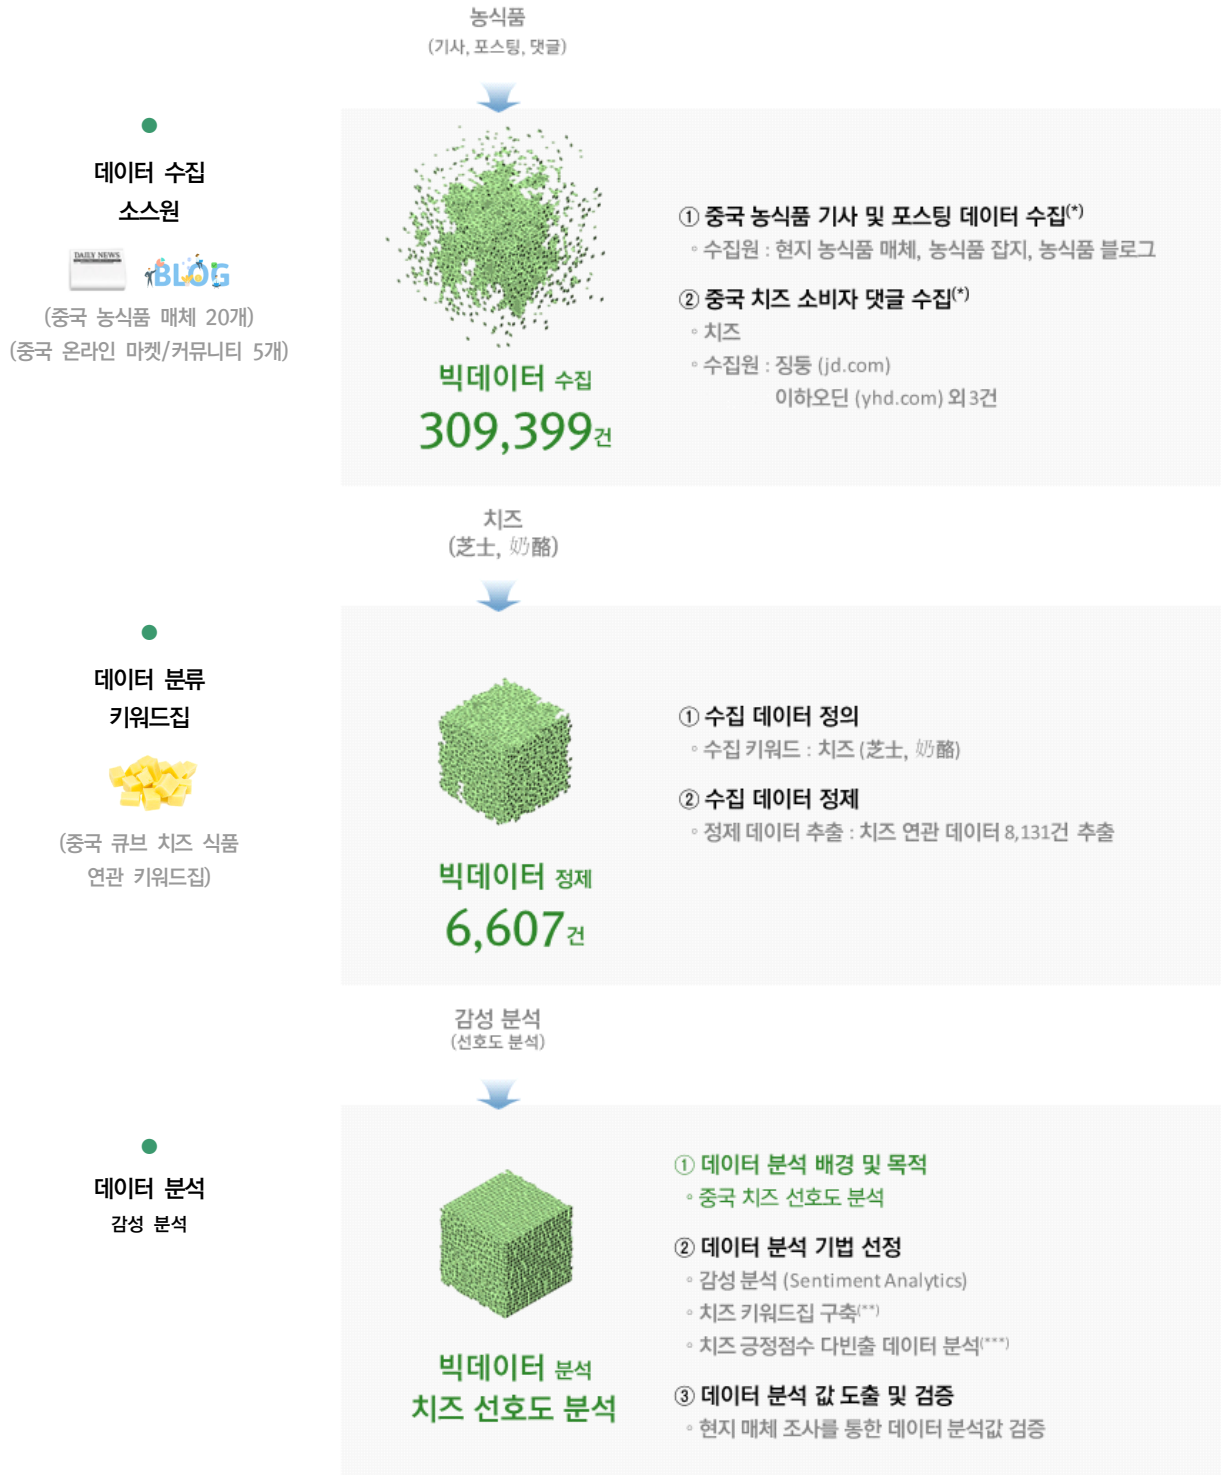 농식품
(기사, 포스팅, 댓글)
데이터 수집
소스원
DAILY NEWS
BLOG
(중국 농식품 매체 20개)
(중국 온라인 마켓/커뮤니티 5개)
빅데이터 수집
309,399건
① 중국 농식품 기사 및 포스팅 데이터 수집(*)
◦ 수집원 : 현지 농식품 매체, 농식품 잡지, 농식품 블로그
② 중국 치즈 소비자 댓글 수집(*)
◦ 치즈
◦ 수집원 : 징둥 (jd.com)
이하오딘 (yhd.com) 외 3건
치즈
(芝士, 奶酪)
데이터 분류
키워드집
(중국 큐브 치즈 식품
연관 키워드집)
빅데이터 정제
6,607건
① 수집 데이터 정의
◦ 수집 키워드 : 치즈 (芝士, 奶酪)
② 수집 데이터 정제
◦ 정제 데이터 추출 : 치즈 연관 데이터 8,131건 추출
감성 분석
(선호도 분석)
데이터 분석
감성 분석
빅데이터 분석
치즈 선호도 분석
① 데이터 분석 배경 및 목적
◦ 중국 치즈 선호도 분석
② 데이터 분석 기법 선정
◦ 감성 분석 (Sentiment Analytics)
◦ 치즈 키워드집 구축(**)
◦ 치즈 긍정점수 다빈출 데이터 분석(***)
③ 데이터 분석 값 도출 및 검증
◦ 현지 매체 조사를 통한 데이터 분석값 검증